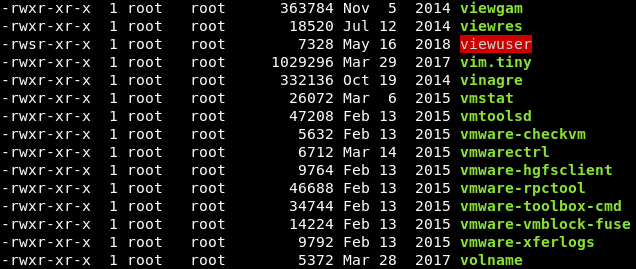 -rwxr-xr-x 1 root root 363784 Nov 5 2014 viewgam
-rwxr-xr-x 1 root root 18520 Jul 12 2014 viewres
-rwsr-xr-x 1 root root 7328 May 16 2018 viewuser
-rwxr-xr-x 1 root root 1029296 Mar 29 2017 vim.tiny
-rwxr-xr-x 1 root root 332136 Oct 19 2014 vinagre
-rwxr-xr-x 1 root root 26072 Mar 6 2015 vmstat
-rwxr-xr-x 1 root root 47208 Feb 13 2015 vmtoolsd
-rwxr-xr-x 1 root root 5632 Feb 13 2015 vmware-checkvm
-rwxr-xr-x 1 root root 6712 Mar 14 2015 vmwarectrl
-rwxr-xr-x 1 root root 9764 Feb 13 2015 vmware-hgfsclient
-rwxr-xr-x 1 root root 46688 Feb 13 2015 vmware-rpctool
-rwxr-xr-x 1 root root 34744 Feb 13 2015 vmware-toolbox-cmd
-rwxr-xr-x 1 root root 14224 Feb 13 2015 vmware-vmblock-fuse
-rwxr-xr-x 1 root root 9792 Feb 13 2015 vmware-xferlogs
-rwxr-xr-x 1 root root 5372 Mar 28 2017 volname